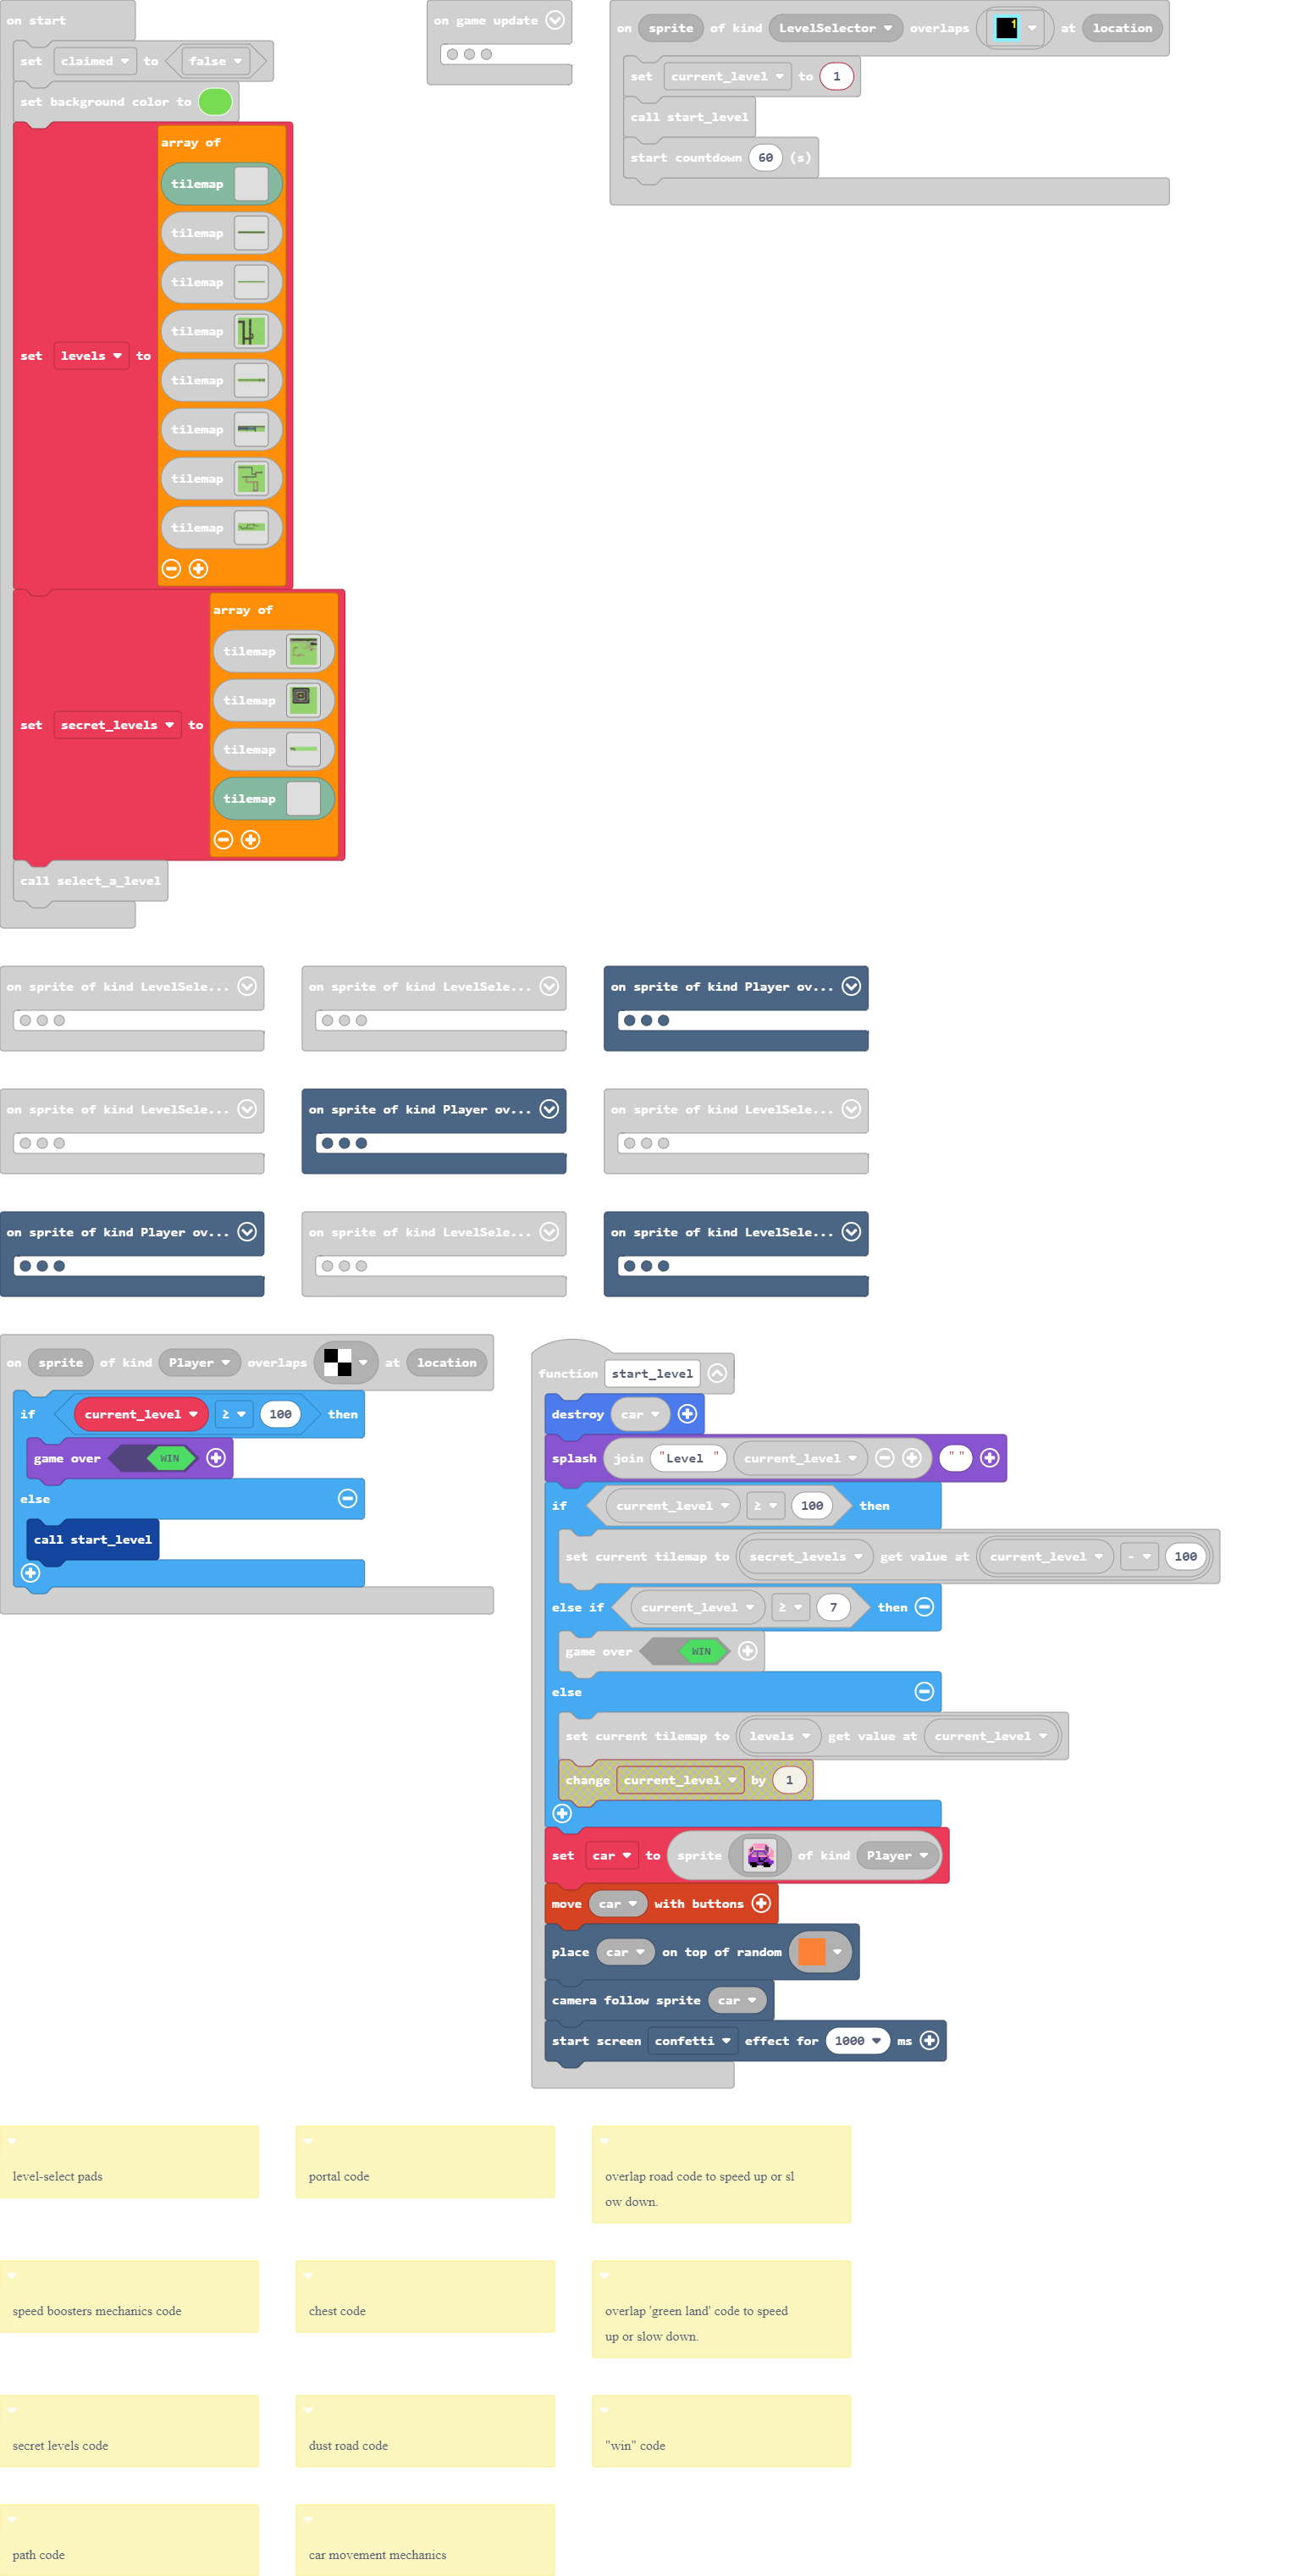 on start
set claimed to false
set background color to
set levels to
array of
tilemap
tilemap
tilemap
tilemap
tilemap
tilemap
tilemap
tilemap
set secret_levels to
array of
tilemap
tilemap
tilemap
tilemap
call select_a_level
on game update
on sprite of kind LevelSelector overlaps 1 at location
set current_level to 1
call start_level
start countdown 60 (s)
on sprite of kind LevelSele...
on sprite of kind LevelSele...
on sprite of kind Player ov...
on sprite of kind LevelSele...
on sprite of kind Player ov...
on sprite of kind LevelSele...
on sprite of kind Player ov...
on sprite of kind LevelSele...
on sprite of kind LevelSele...
on sprite of kind Player overlaps at location
if current_level ≥ 100 then
game over WIN
else
call start_level
function start_level
destroy car
splash join "Level " current_level " "
if current_level ≥ 100 then
set current tilemap to secret_levels get value at current_level - 100
else if current_level ≥ 7 then
game over WIN
else
set current tilemap to levels get value at current_level
change current_level by 1
set car to sprite of kind Player
move car with buttons
place car on top of random
camera follow sprite car
start screen confetti effect for 1000 ms
level-select pads
portal code
overlap road code to speed up or sl
ow down.
speed boosters mechanics code
chest code
overlap 'green land' code to speed
up or slow down.
secret levels code
dust road code
"win" code
path code
car movement mechanics